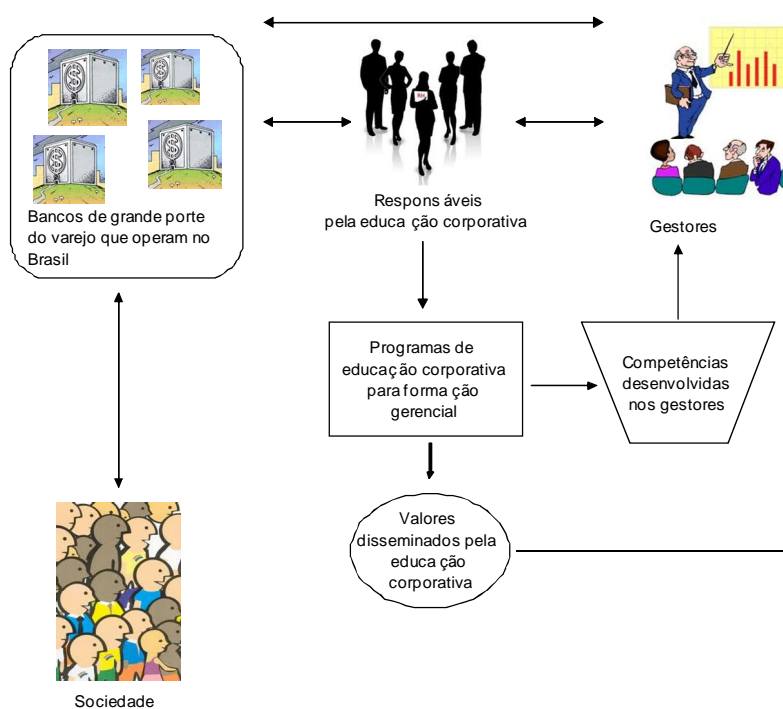 Bancos de grande porte
do varejo que operam no
Brasil
Respons áveis
pela educa ção corporativa
Gestores
Programas de
educação corporativa
para forma ção
gerencial
Competências
desenvolvidas
nos gestores
Valores
disseminados pela
educa ção
corporativa
Sociedade